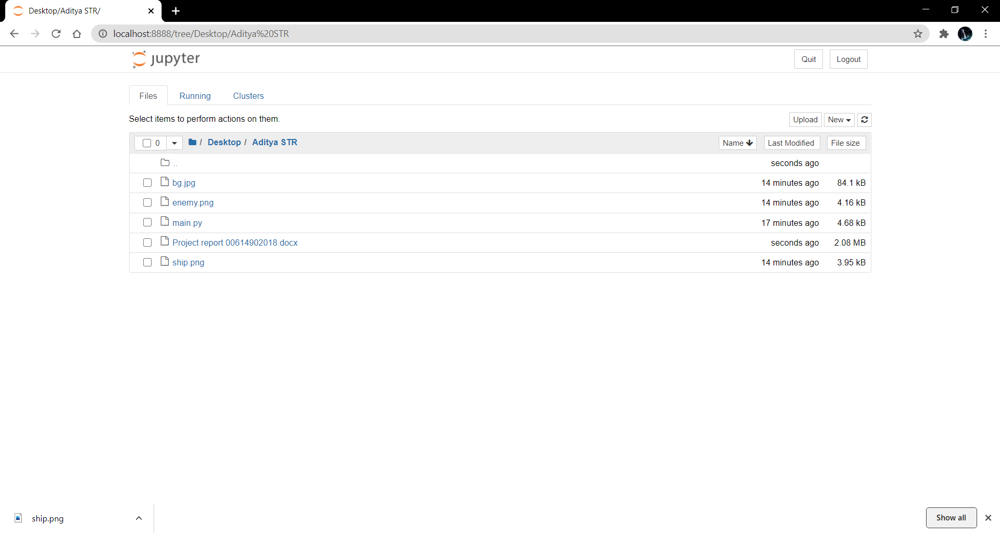 Desktop/Aditya STR/
localhost:8888/tree/Desktop/Aditya%20STR
jupyter
Quit Logout
Files Running Clusters
Select items to perform actions on them.
Upload New
0 / Desktop / Aditya STR Name Last Modified File size
.. seconds ago
bg.jpg 14 minutes ago 84.1 kB
enemy.png 14 minutes ago 4.16 kB
main.py 17 minutes ago 4.68 kB
Project report 00614902018.docx seconds ago 2.08 MB
ship.png 14 minutes ago 3.95 kB
ship.png Show all